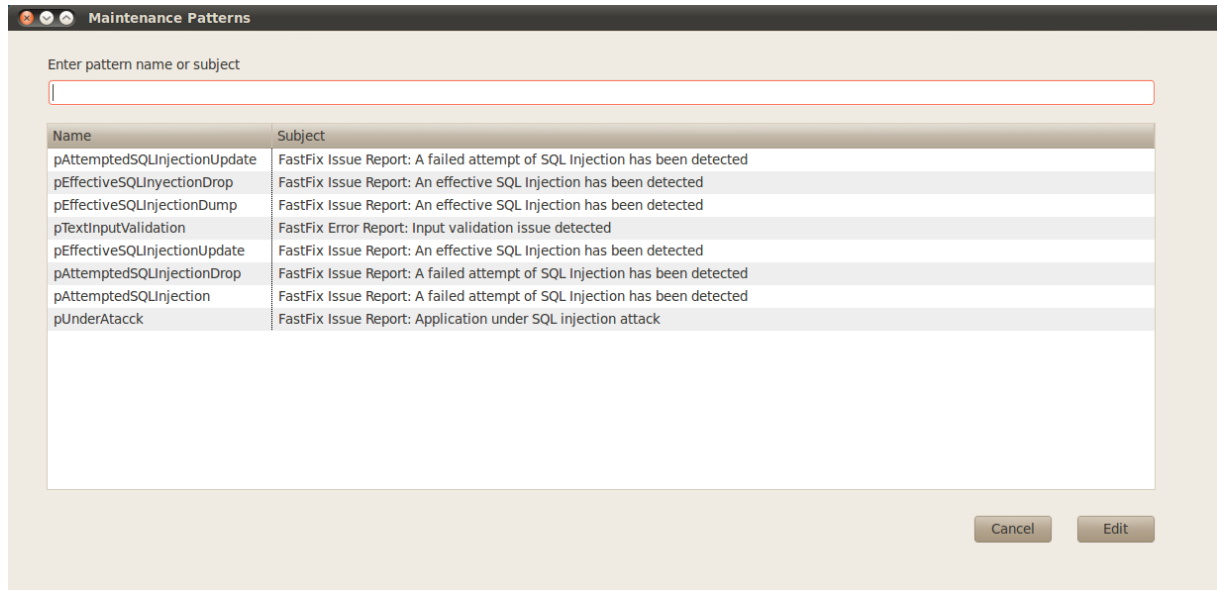 Maintenance Patterns
Enter pattern name or subject
Name Subject
pAttemptedSQLInjectionUpdate FastFix Issue Report: A failed attempt of SQL Injection has been detected
pEffectiveSQLInyectionDrop FastFix Issue Report: An effective SQL Injection has been detected
pEffectiveSQLInjectionDump FastFix Issue Report: An effective SQL Injection has been detected
pTextInputValidation FastFix Error Report: Input validation issue detected
pEffectiveSQLInjectionUpdate FastFix Issue Report: An effective SQL Injection has been detected
pAttemptedSQLInjectionDrop FastFix Issue Report: A failed attempt of SQL Injection has been detected
pAttemptedSQLInjection FastFix Issue Report: A failed attempt of SQL Injection has been detected
pUnderAtacck FastFix Issue Report: Application under SQL injection attack
Cancel Edit